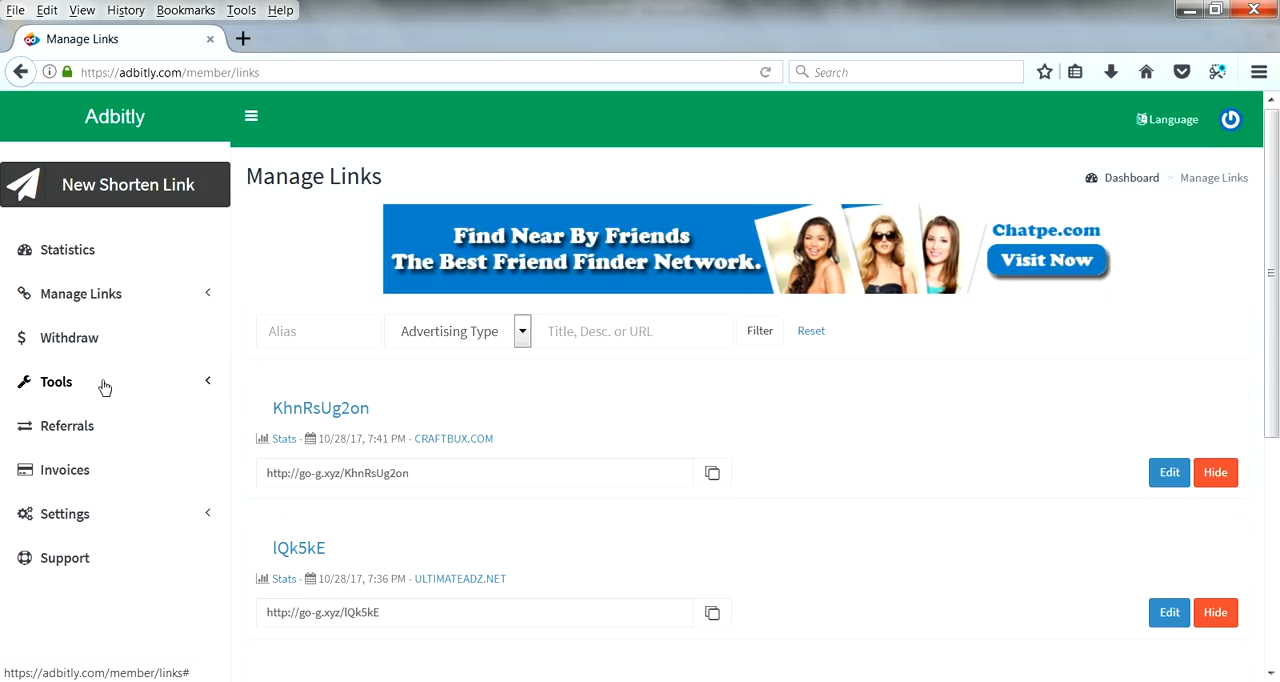 File Edit View History Bookmarks Tools Help
Manage Links
https://adbitly.com/member/links
Search
Adbitly
Language
New Shorten Link
Manage Links
Dashboard > Manage Links
Find Near By Friends
The Best Friend Finder Network.
Chatpe.com
Visit Now
Statistics
Manage Links
Withdraw
Tools
Referrals
Invoices
Settings
Support
Alias
Advertising Type
Title, Desc. or URL
Filter
Reset
KhnRsUg2on
Stats - 10/28/17, 7:41 PM - CRAFTBUX.COM
http://go-g.xyz/KhnRsUg2on
Edit
Hide
lQk5kE
Stats - 10/28/17, 7:36 PM - ULTIMATEADZ.NET
http://go-g.xyz/lQk5kE
Edit
Hide
https://adbitly.com/member/links#